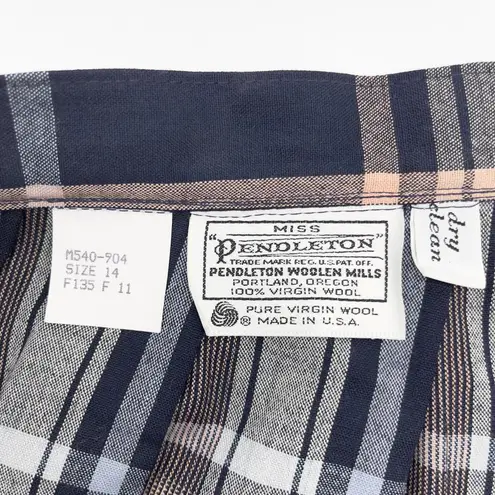 M540-904
SIZE 14
F135 F 11
MISS
"PENDLETON"
TRADE MARK REG. U.S. PAT. OFF.
PENDLETON WOOLEN MILLS
PORTLAND, OREGON
100% VIRGIN WOOL
PURE VIRGIN WOOL
® MADE IN U.S.A.
dry
clean